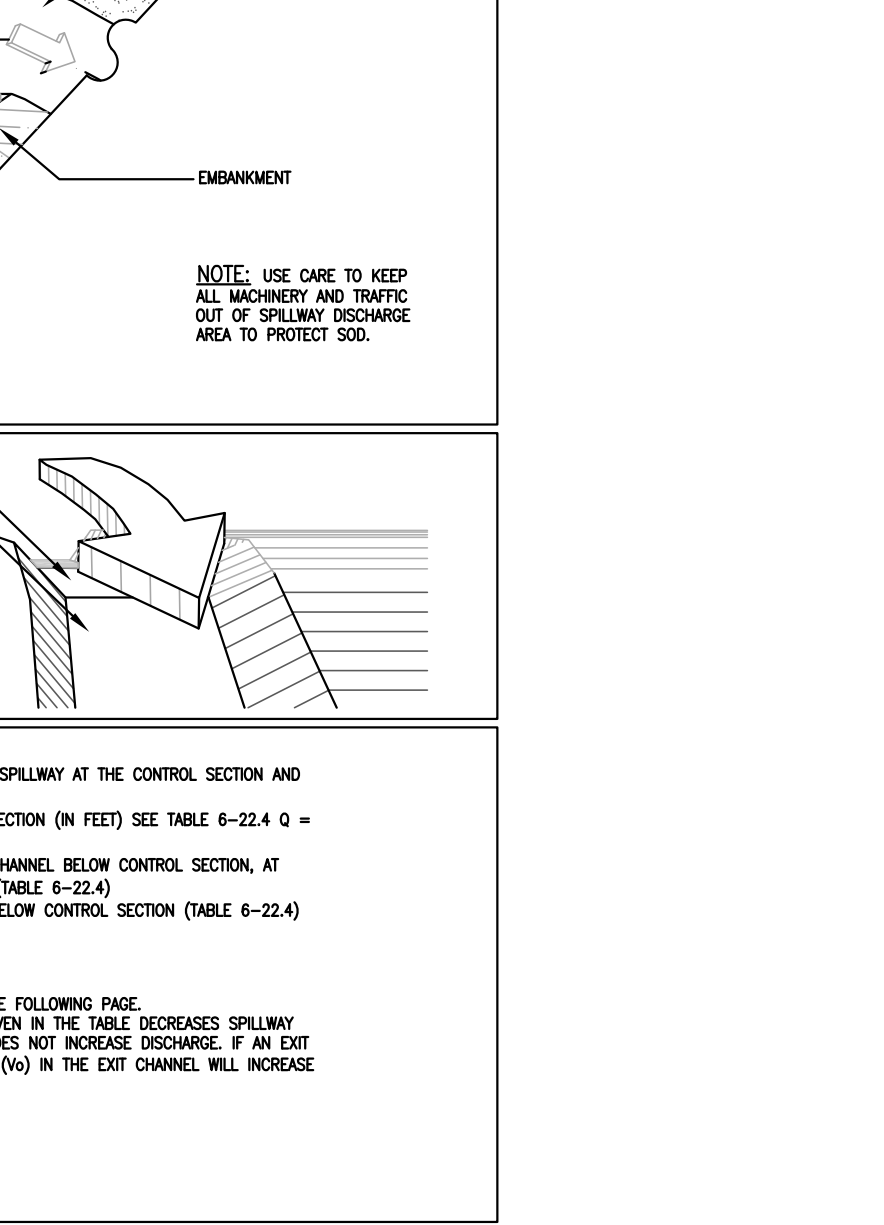 EMBANKMENT
NOTE: USE CARE TO KEEP
ALL MACHINERY AND TRAFFIC
OUT OF SPILLWAY DISCHARGE
AREA TO PROTECT SOD.
SPILLWAY AT THE CONTROL SECTION AND
ECTION (IN FEET) SEE TABLE 6-22.4 Q =
HANNEL BELOW CONTROL SECTION, AT
(TABLE 6-22.4)
ELOW CONTROL SECTION (TABLE 6-22.4)
E FOLLOWING PAGE.
VEN IN THE TABLE DECREASES SPILLWAY
OES NOT INCREASE DISCHARGE. IF AN EXIT
(Vo) IN THE EXIT CHANNEL WILL INCREASE